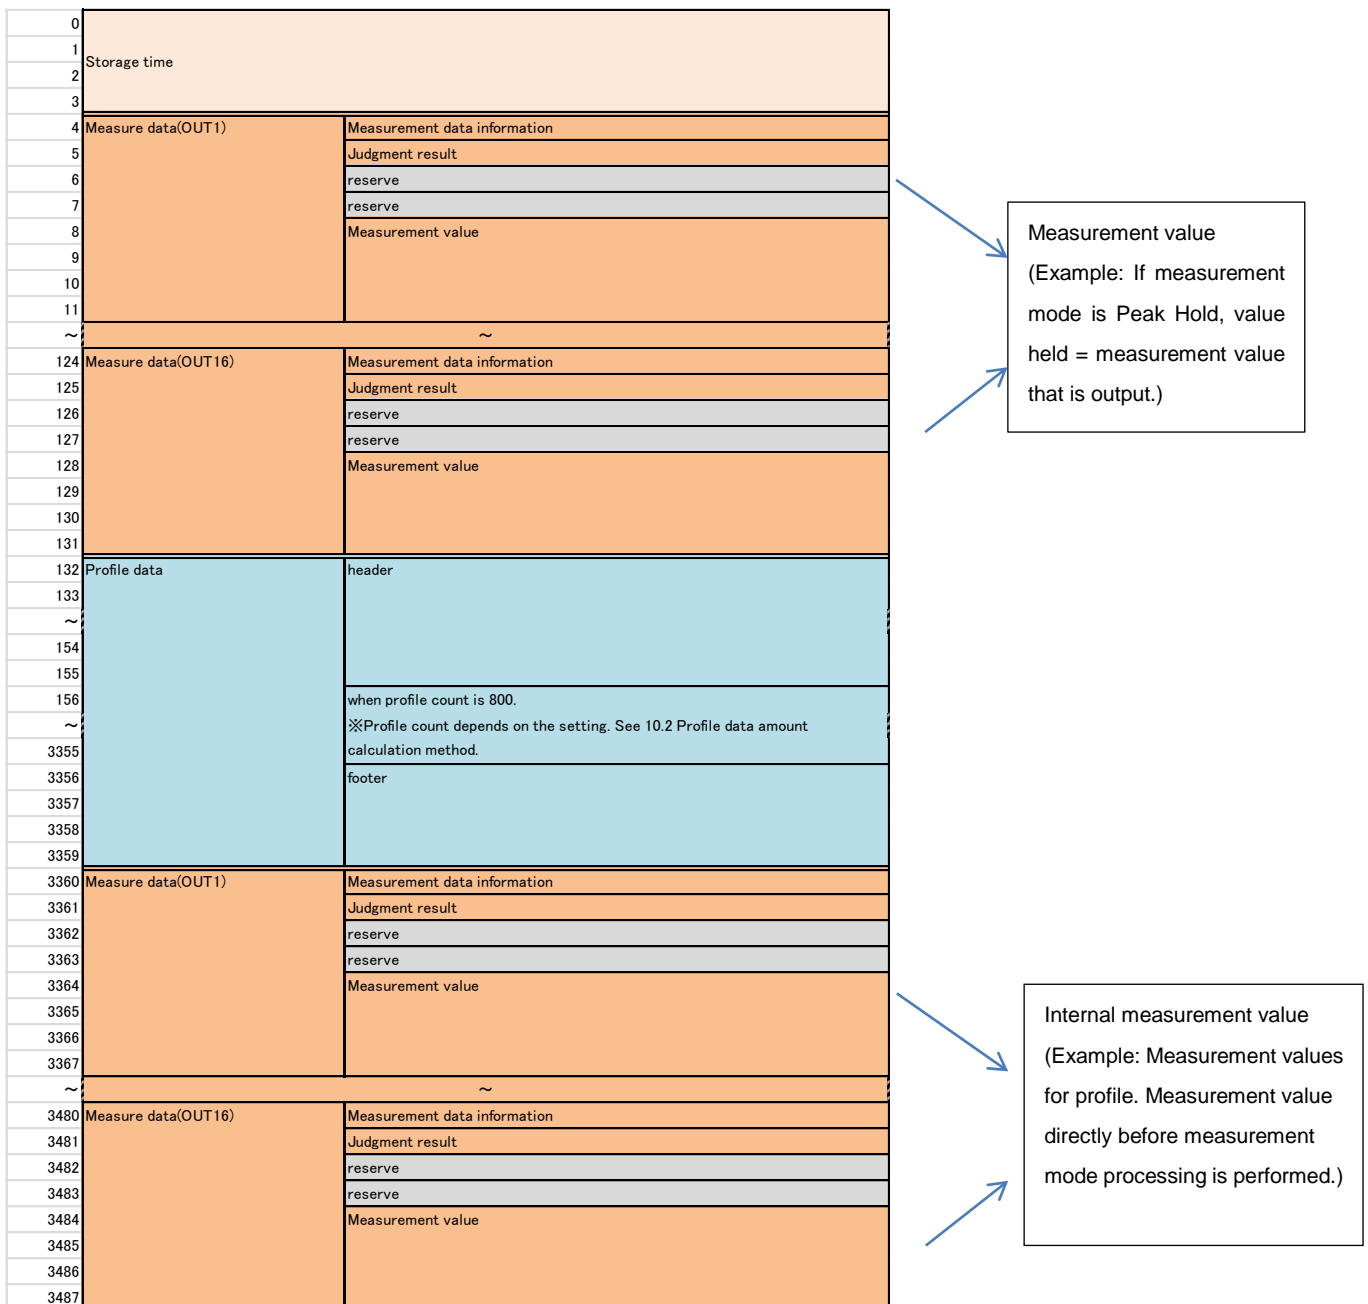 0
1
Storage time
2
3
4 Measure data(OUT1) Measurement data information
5 Judgment result
6 reserve
7 reserve
8 Measurement value
9
10
11
～ ～
124 Measure data(OUT16) Measurement data information
125 Judgment result
126 reserve
127 reserve
128 Measurement value
129
130
131
132 Profile data header
133
～
154
155
156 when profile count is 800.
～ ※Profile count depends on the setting. See 10.2 Profile data amount
3355 calculation method.
3356 footer
3357
3358
3359
3360 Measure data(OUT1) Measurement data information
3361 Judgment result
3362 reserve
3363 reserve
3364 Measurement value
3365
3366
3367
～ ～
3480 Measure data(OUT16) Measurement data information
3481 Judgment result
3482 reserve
3483 reserve
3484 Measurement value
3485
3486
3487
Measurement value
(Example: If measurement
mode is Peak Hold, value
held = measurement value
that is output.)
Internal measurement value
(Example: Measurement values
for profile. Measurement value
directly before measurement
mode processing is performed.)